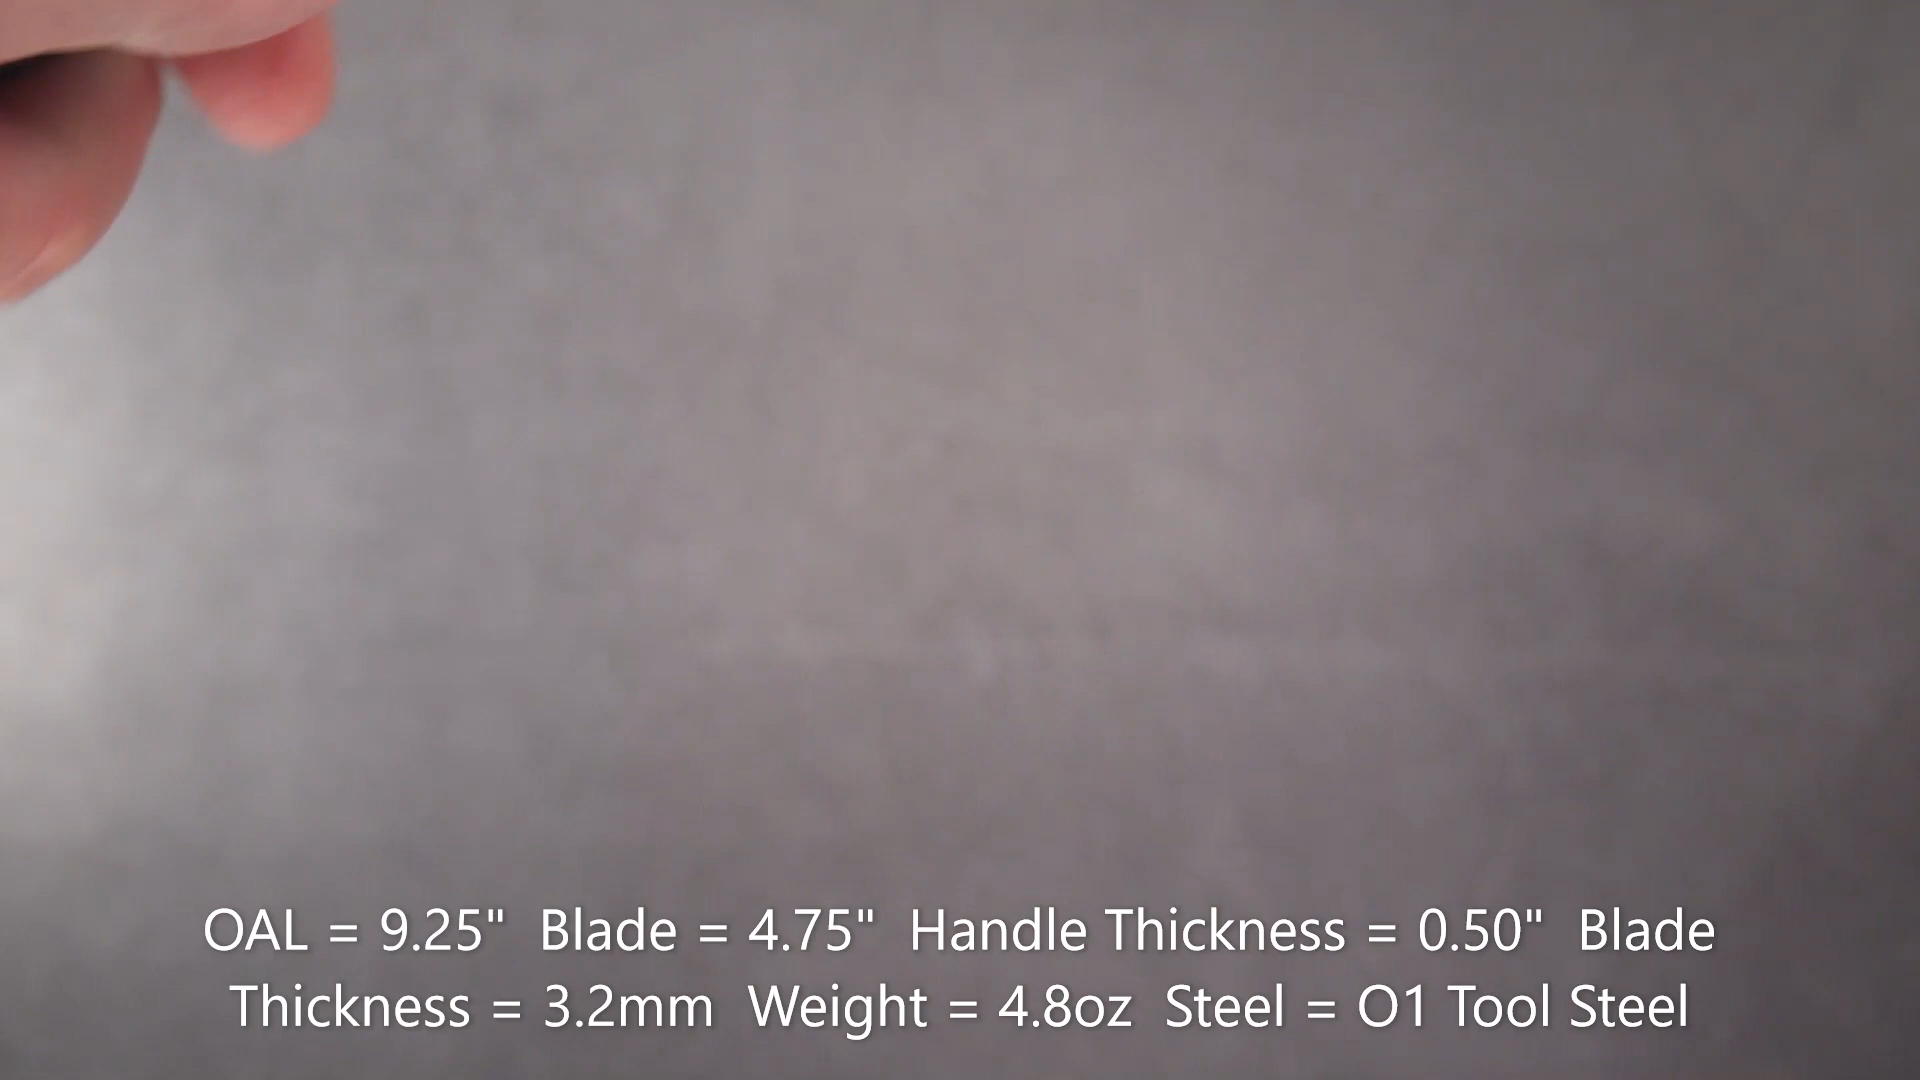 OAL = 9.25"  Blade = 4.75"  Handle Thickness = 0.50"  Blade
Thickness = 3.2mm  Weight = 4.8oz  Steel = O1 Tool Steel